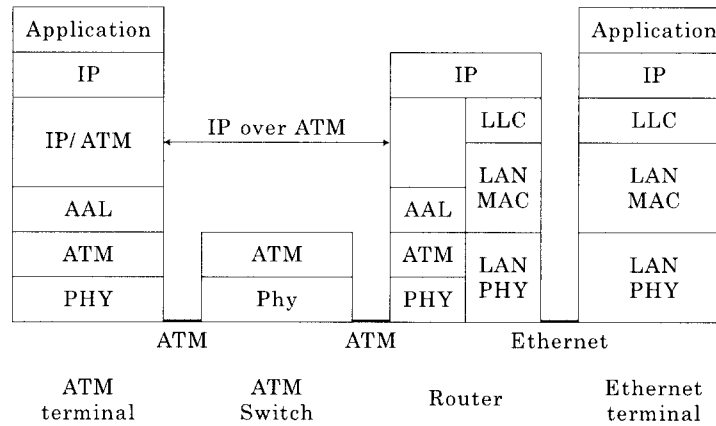 Application
IP
IP/ATM
AAL
ATM
PHY
IP over ATM
ATM
Phy
IP
LLC
LAN
MAC
AAL
ATM
PHY
LAN
PHY
Application
IP
LLC
LAN
MAC
LAN
PHY
ATM
ATM
Ethernet
ATM
terminal
ATM
Switch
Router
Ethernet
terminal